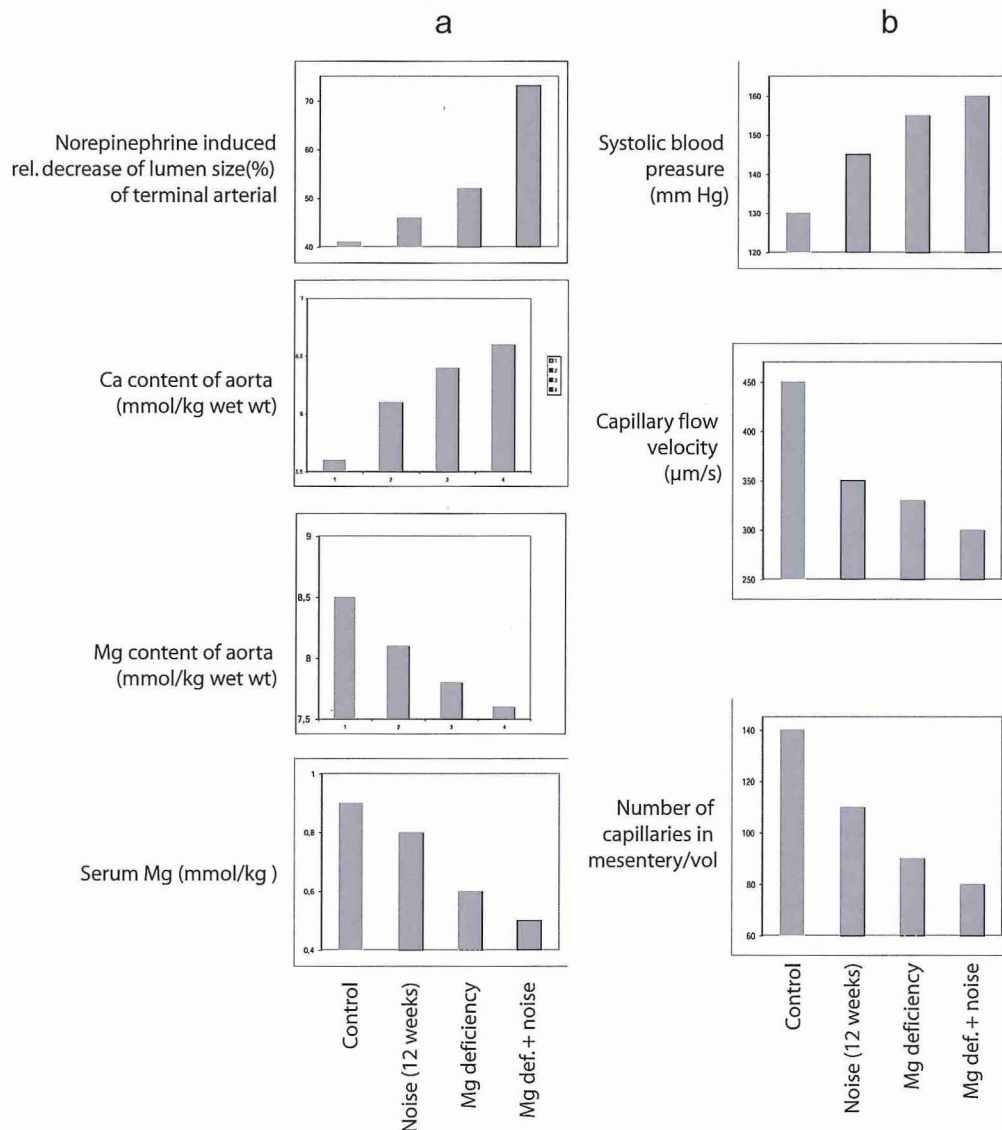 a
Norepinephrine induced
rel. decrease of lumen size(%)
of terminal arterial
70
60
50
40
Ca content of aorta
(mmol/kg wet wt)
7
6.5
6
5.5
1
2
3
4
1 2 3 4
Mg content of aorta
(mmol/kg wet wt)
9
8,5
8
7,5
1 2 3 4
Serum Mg (mmol/kg )
1
0,8
0,6
0,4
Control
Noise (12 weeks)
Mg deficiency
Mg def. + noise
b
Systolic blood
preasure
(mm Hg)
160
150
140
130
120
Capillary flow
velocity
(µm/s)
450
400
350
300
250
Number of
capillaries in
mesentery/vol
140
120
100
80
60
Control
Noise (12 weeks)
Mg deficiency
Mg def. + noise